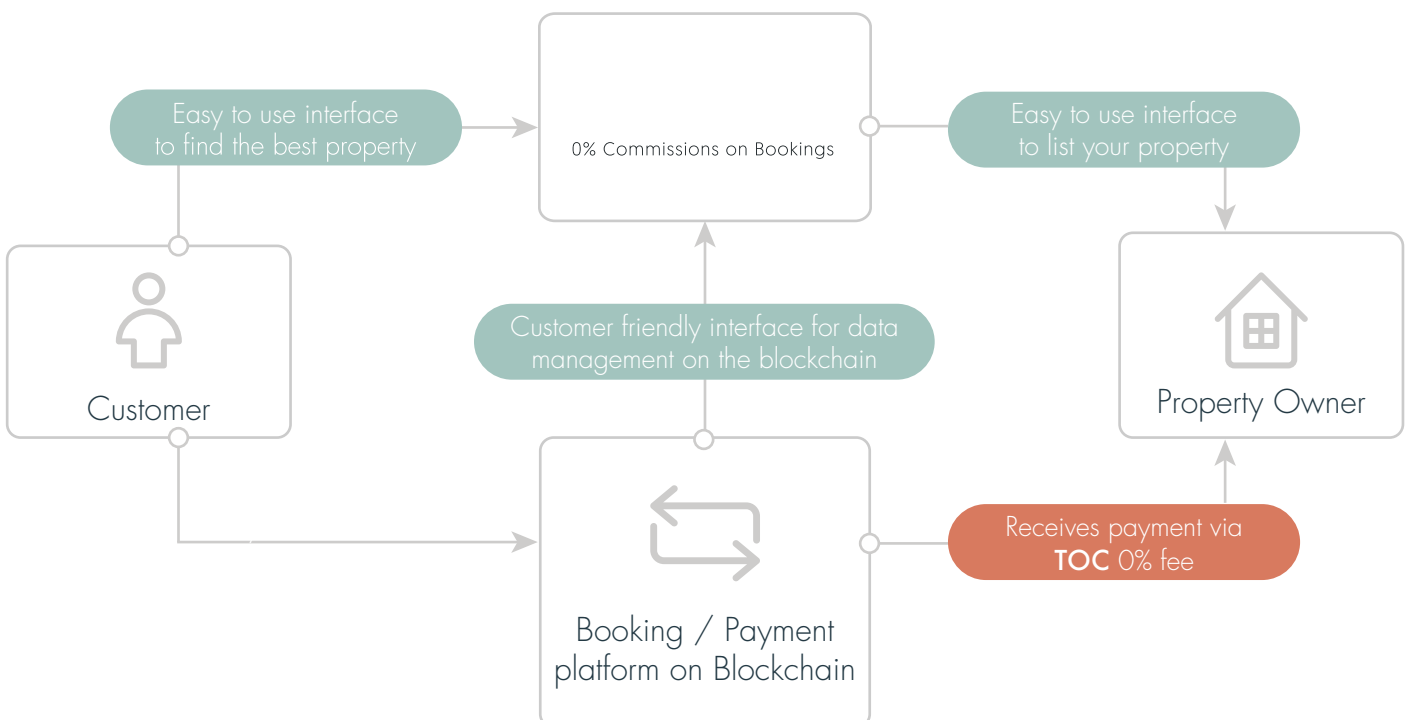 Easy to use interface
to find the best property
0% Commissions on Bookings
Easy to use interface
to list your property
Customer
Customer friendly interface for data
management on the blockchain
Property Owner
Booking / Payment
platform on Blockchain
Receives payment via
TOC 0% fee